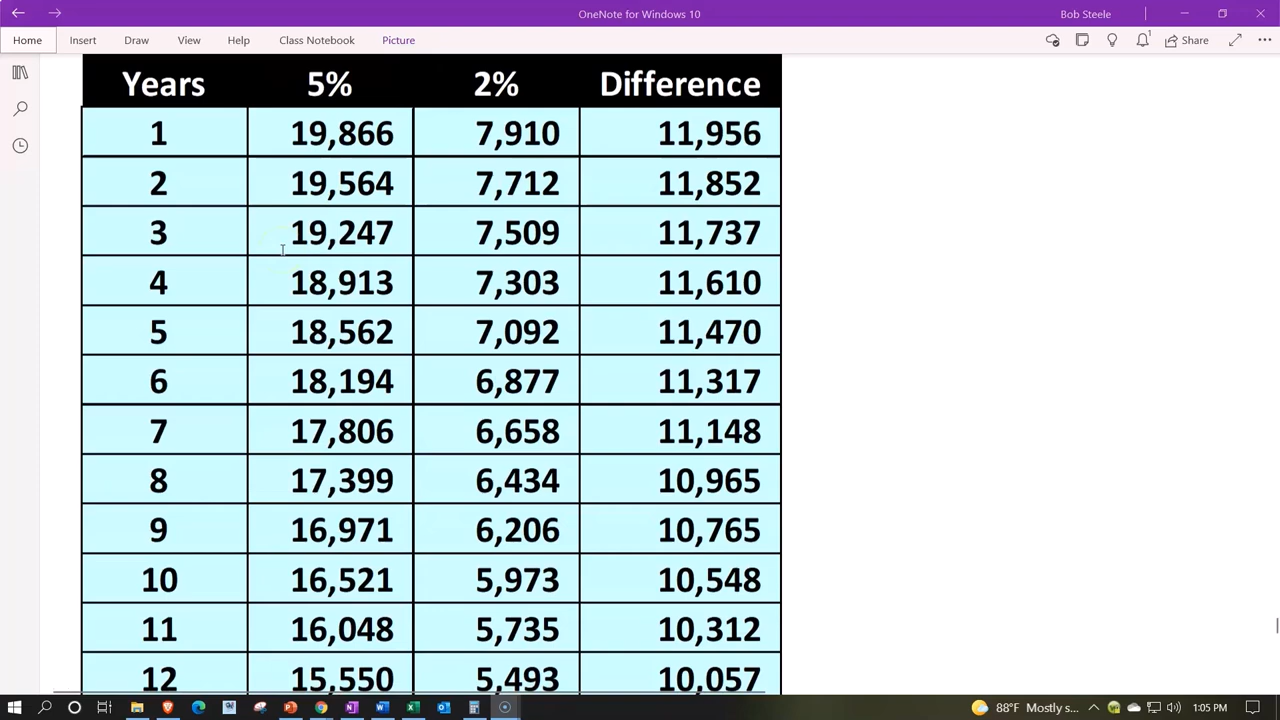 OneNote for Windows 10
Bob Steele
Home Insert Draw View Help Class Notebook Picture
Share
Years 5% 2% Difference
1 19,866 7,910 11,956
2 19,564 7,712 11,852
3 19,247 7,509 11,737
4 18,913 7,303 11,610
5 18,562 7,092 11,470
6 18,194 6,877 11,317
7 17,806 6,658 11,148
8 17,399 6,434 10,965
9 16,971 6,206 10,765
10 16,521 5,973 10,548
11 16,048 5,735 10,312
12 15,550 5,493 10,057
88°F Mostly s... 1:05 PM